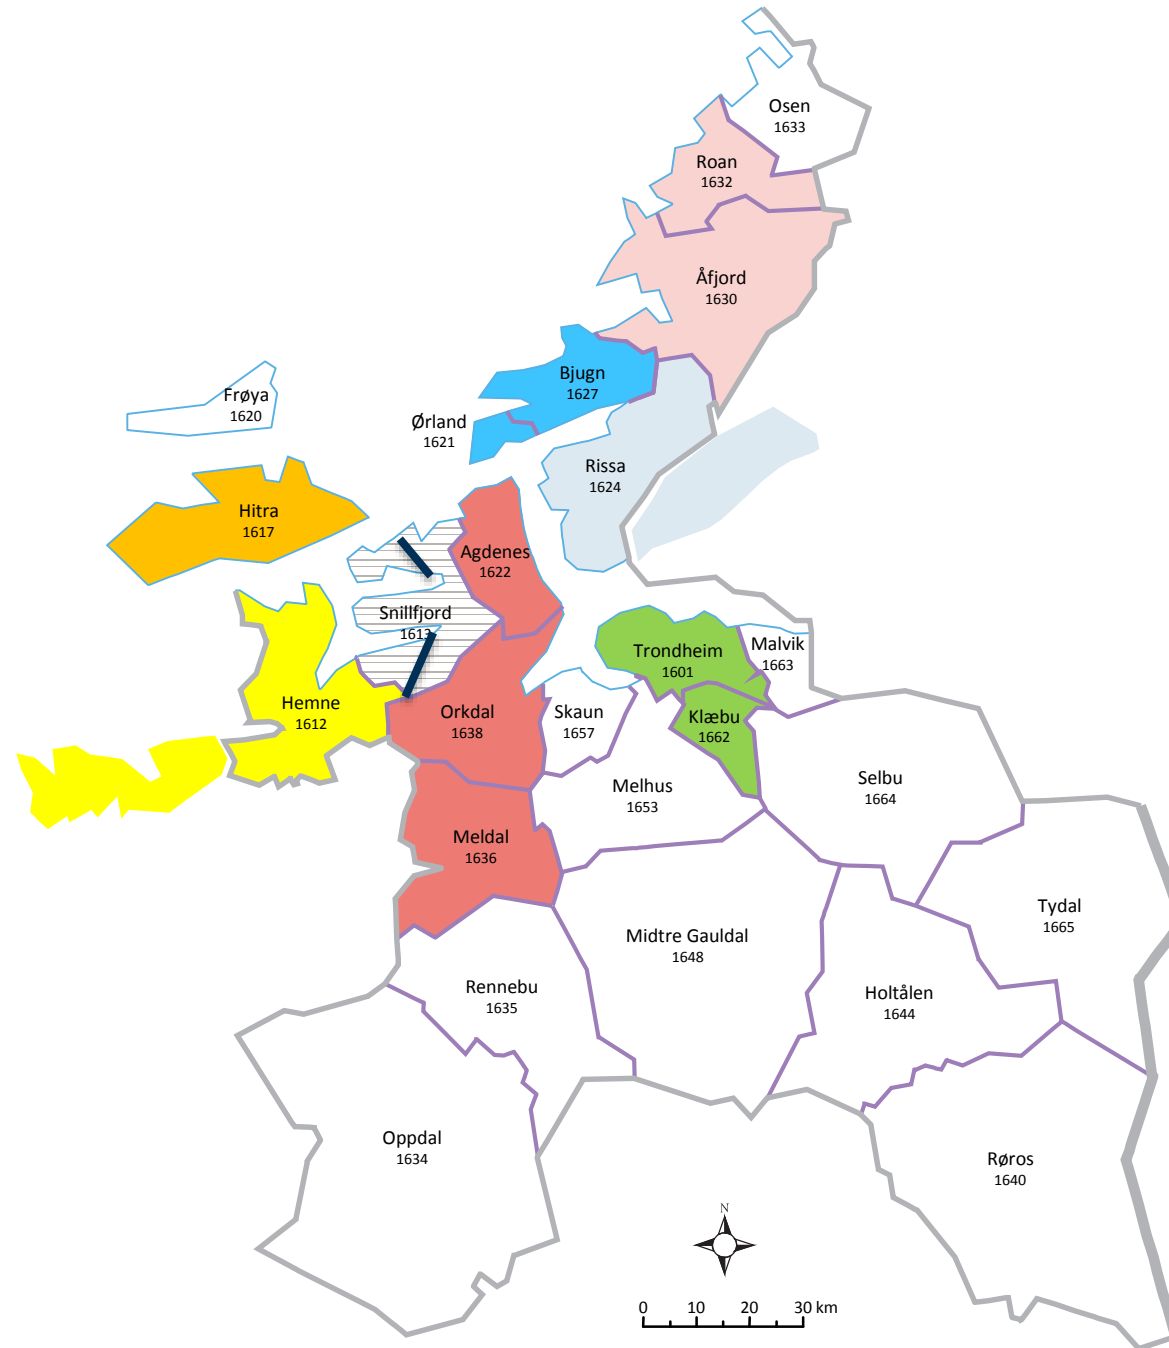 Osen
1633
Roan
1632
Åfjord
1630
Bjugn
1627
Frøya
1620
Ørland
1621
Rissa
1624
Hitra
1617
Agdenes
1622
Snillfjord
1613
Trondheim
1601
Malvik
1663
Hemne
1612
Orkdal
1638
Skaun
1657
Klæbu
1662
Melhus
1653
Selbu
1664
Meldal
1636
Tydal
1665
Midtre Gauldal
1648
Rennebu
1635
Holtålen
1644
Oppdal
1634
Røros
1640
N
0 10 20 30 km